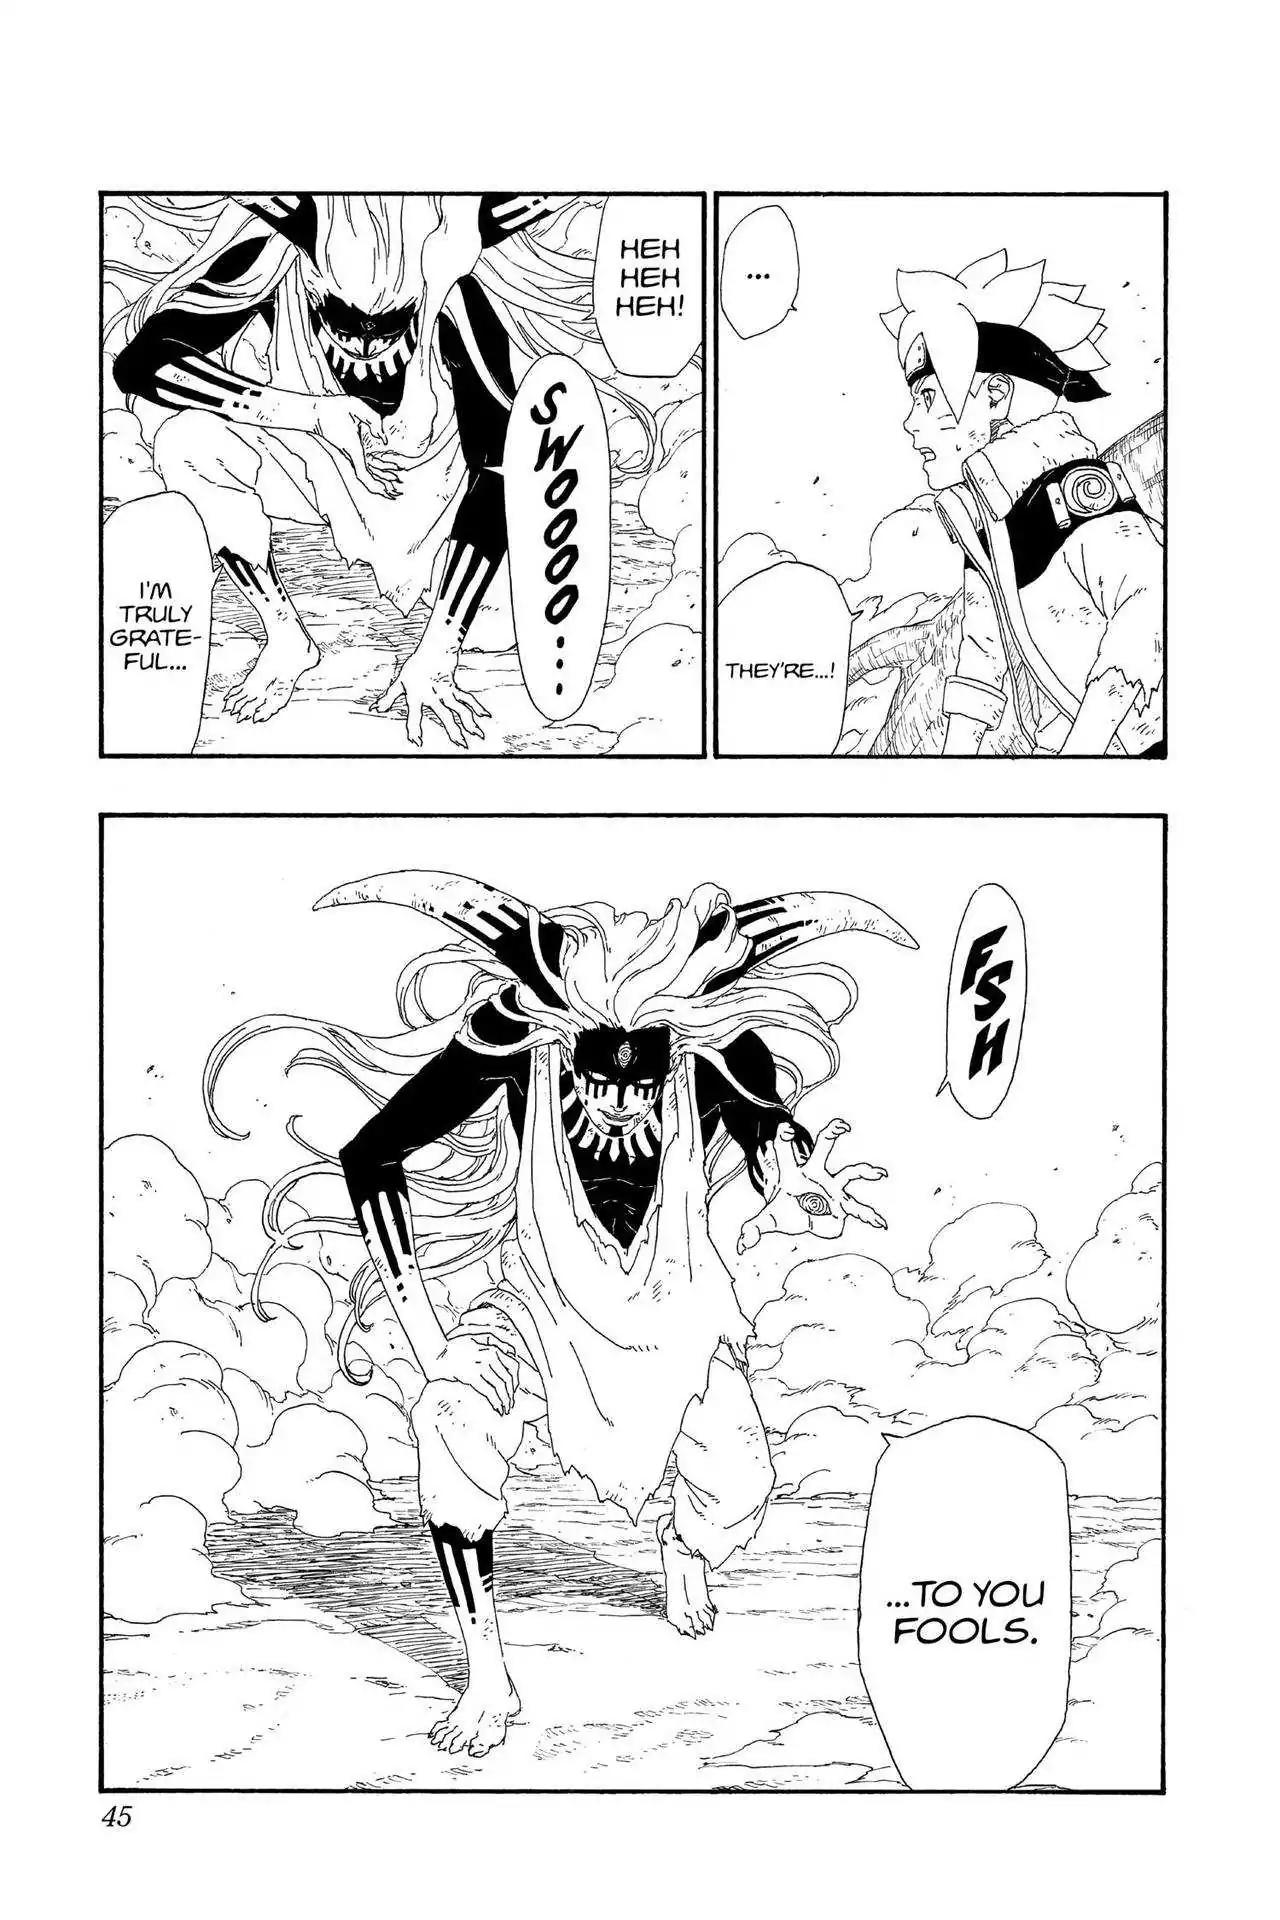 ...
THEY'RE...!
HEH
HEH
HEH!
SWOOOO...
I'M
TRULY
GRATE-
FUL...
FSH
...TO YOU
FOOLS.
45